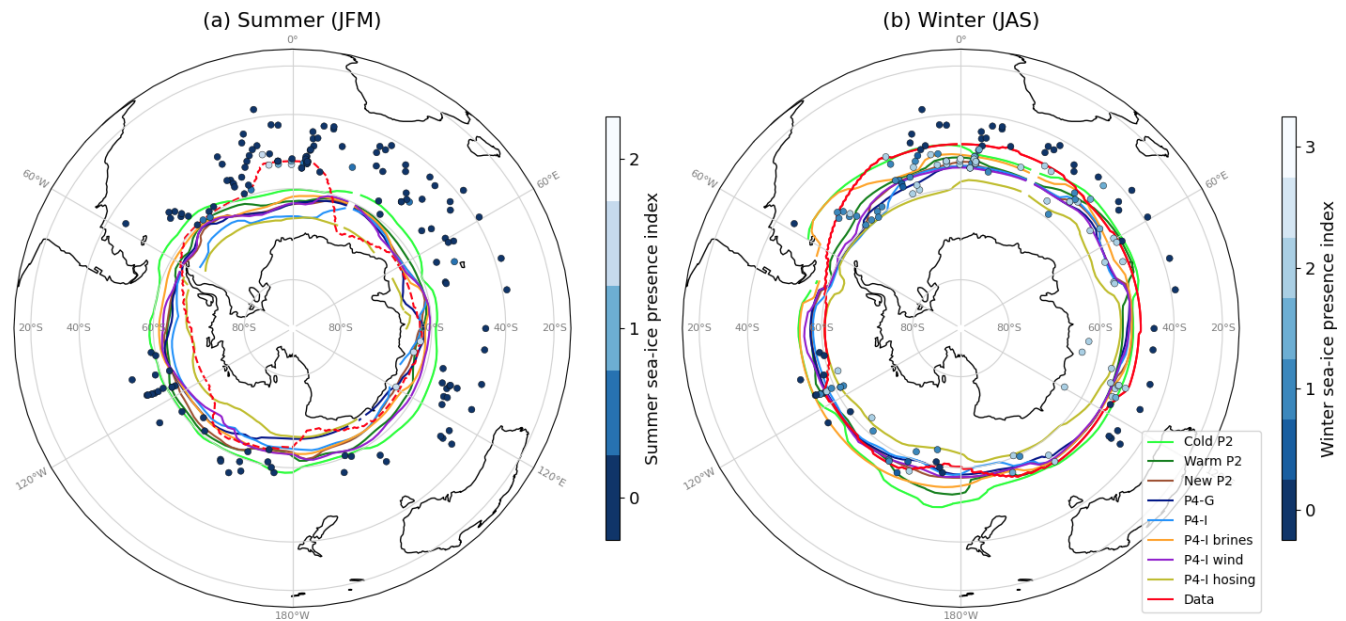 (a) Summer (JFM)
0°
60°W
60°E
20°S
40°S
60°S
80°S
80°S
60°S
40°S
20°S
120°W
120°E
180°W
2
1
0
Summer sea-ice presence index
(b) Winter (JAS)
0°
60°W
60°E
20°S
40°S
60°S
80°S
80°S
60°S
40°S
20°S
120°W
120°E
180°W
Cold P2
Warm P2
New P2
P4-G
P4-I
P4-I brines
P4-I wind
P4-I hosing
Data
3
2
1
0
Winter sea-ice presence index